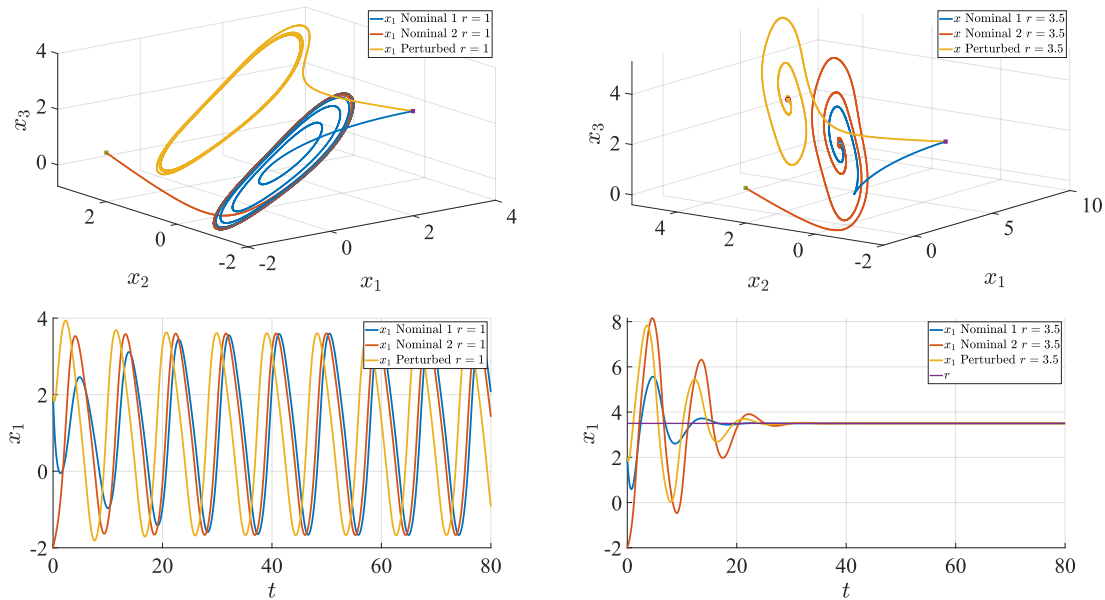 x₁ Nominal 1 r = 1
x₁ Nominal 2 r = 1
x₁ Perturbed r = 1
4
2
0
x₃
2
0
-2
x₂
-2
0
2
4
x₁
x Nominal 1 r = 3.5
x Nominal 2 r = 3.5
x Perturbed r = 3.5
4
2
0
x₃
4
2
0
-2
x₂
0
5
10
x₁
x₁ Nominal 1 r = 1
x₁ Nominal 2 r = 1
x₁ Perturbed r = 1
4
2
0
-2
x₁
0
20
40
60
80
t
x₁ Nominal 1 r = 3.5
x₁ Nominal 2 r = 3.5
x₁ Perturbed r = 3.5
r
8
6
4
2
0
-2
x₁
0
20
40
60
80
t